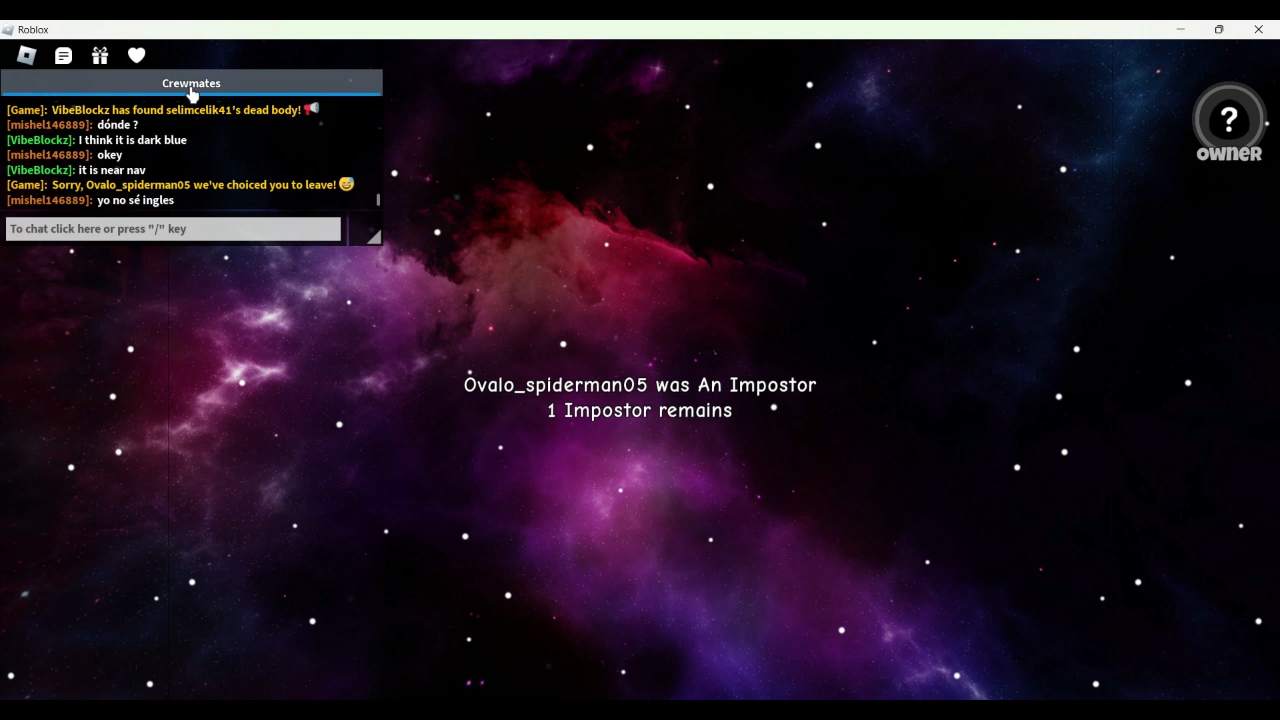 Roblox
Crewmates
[Game]: VibeBlockz has found selimcelik41's dead body!
[mishel146889]: dónde ?
[VibeBlockz]: I think it is dark blue
[mishel146889]: okey
[VibeBlockz]: it is near nav
[Game]: Sorry, Ovalo_spiderman05 we've choiced you to leave!
[mishel146889]: yo no sé ingles
To chat click here or press "/" key
?
OWNER
Ovalo_spiderman05 was An Impostor
1 Impostor remains